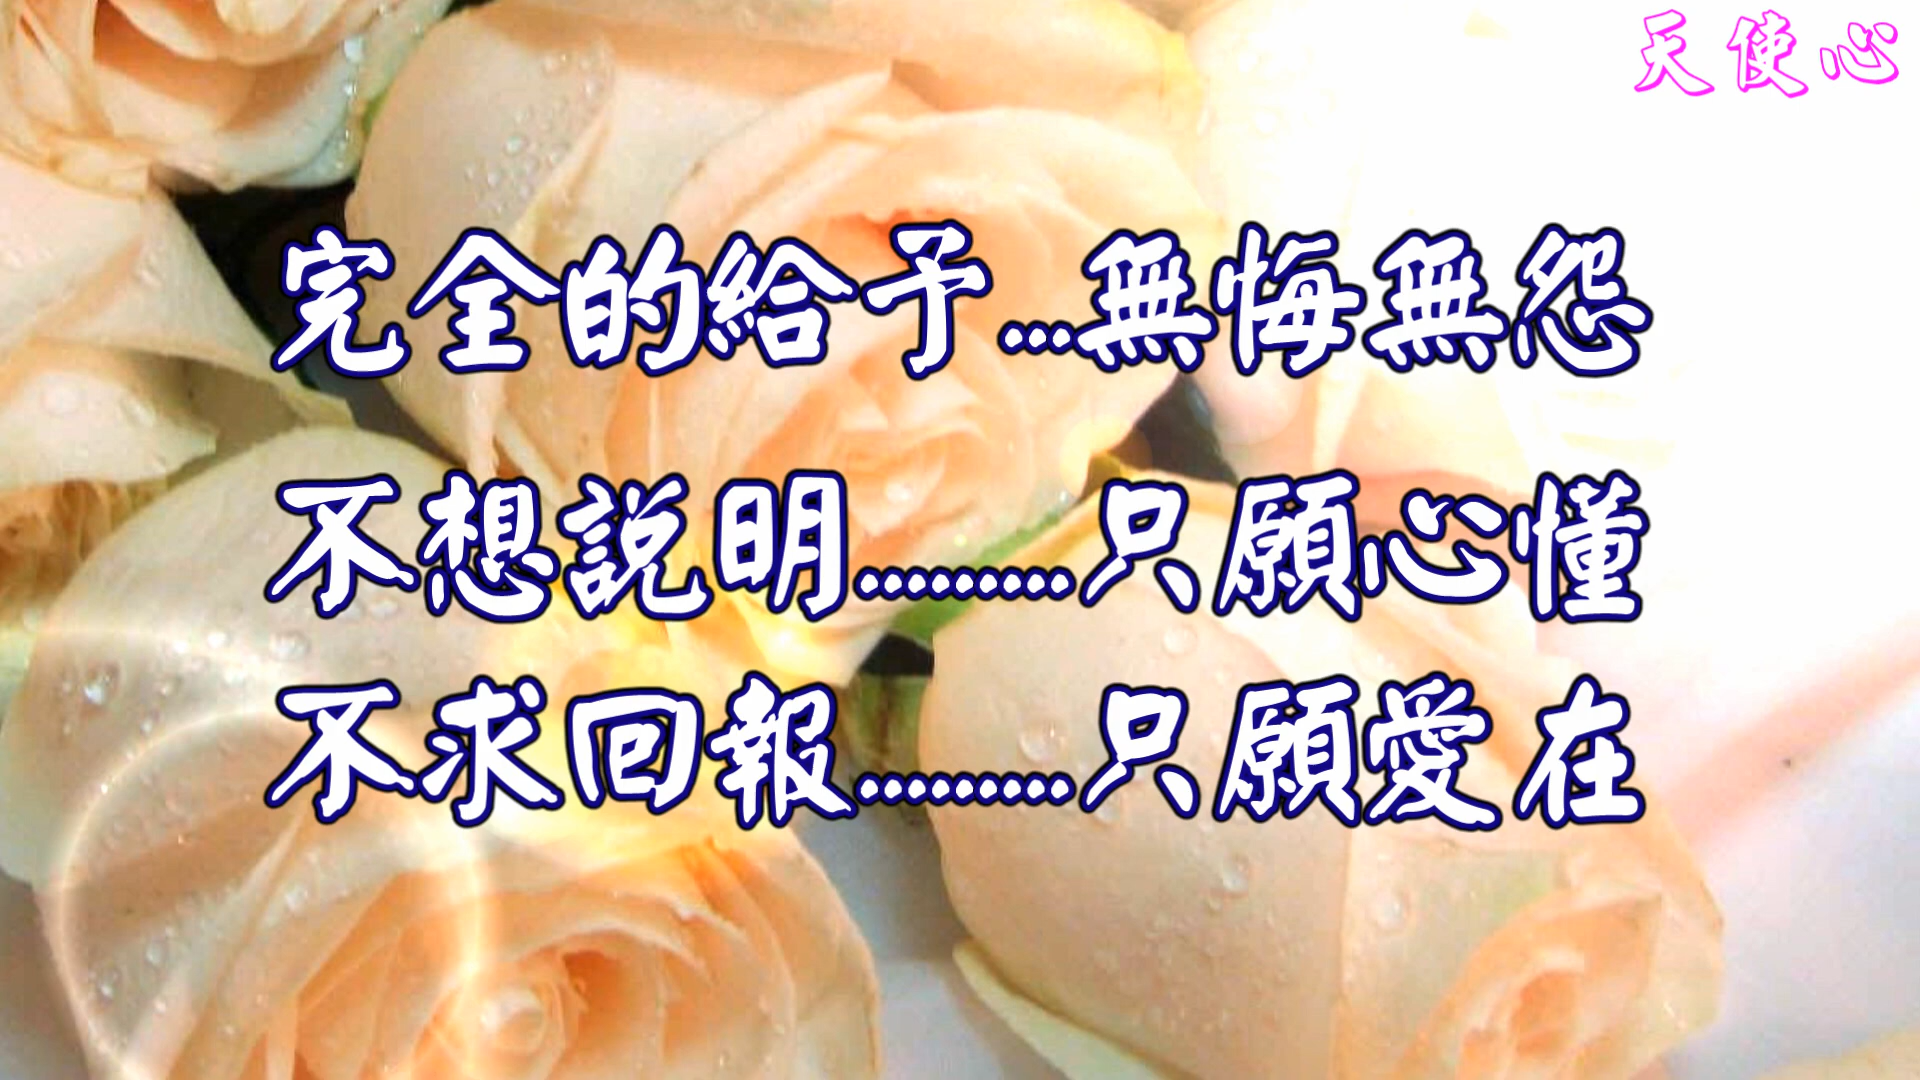 天使心
完全的給予...無悔無怨
不想説明.........只願心懂
不求回報.........只願愛在